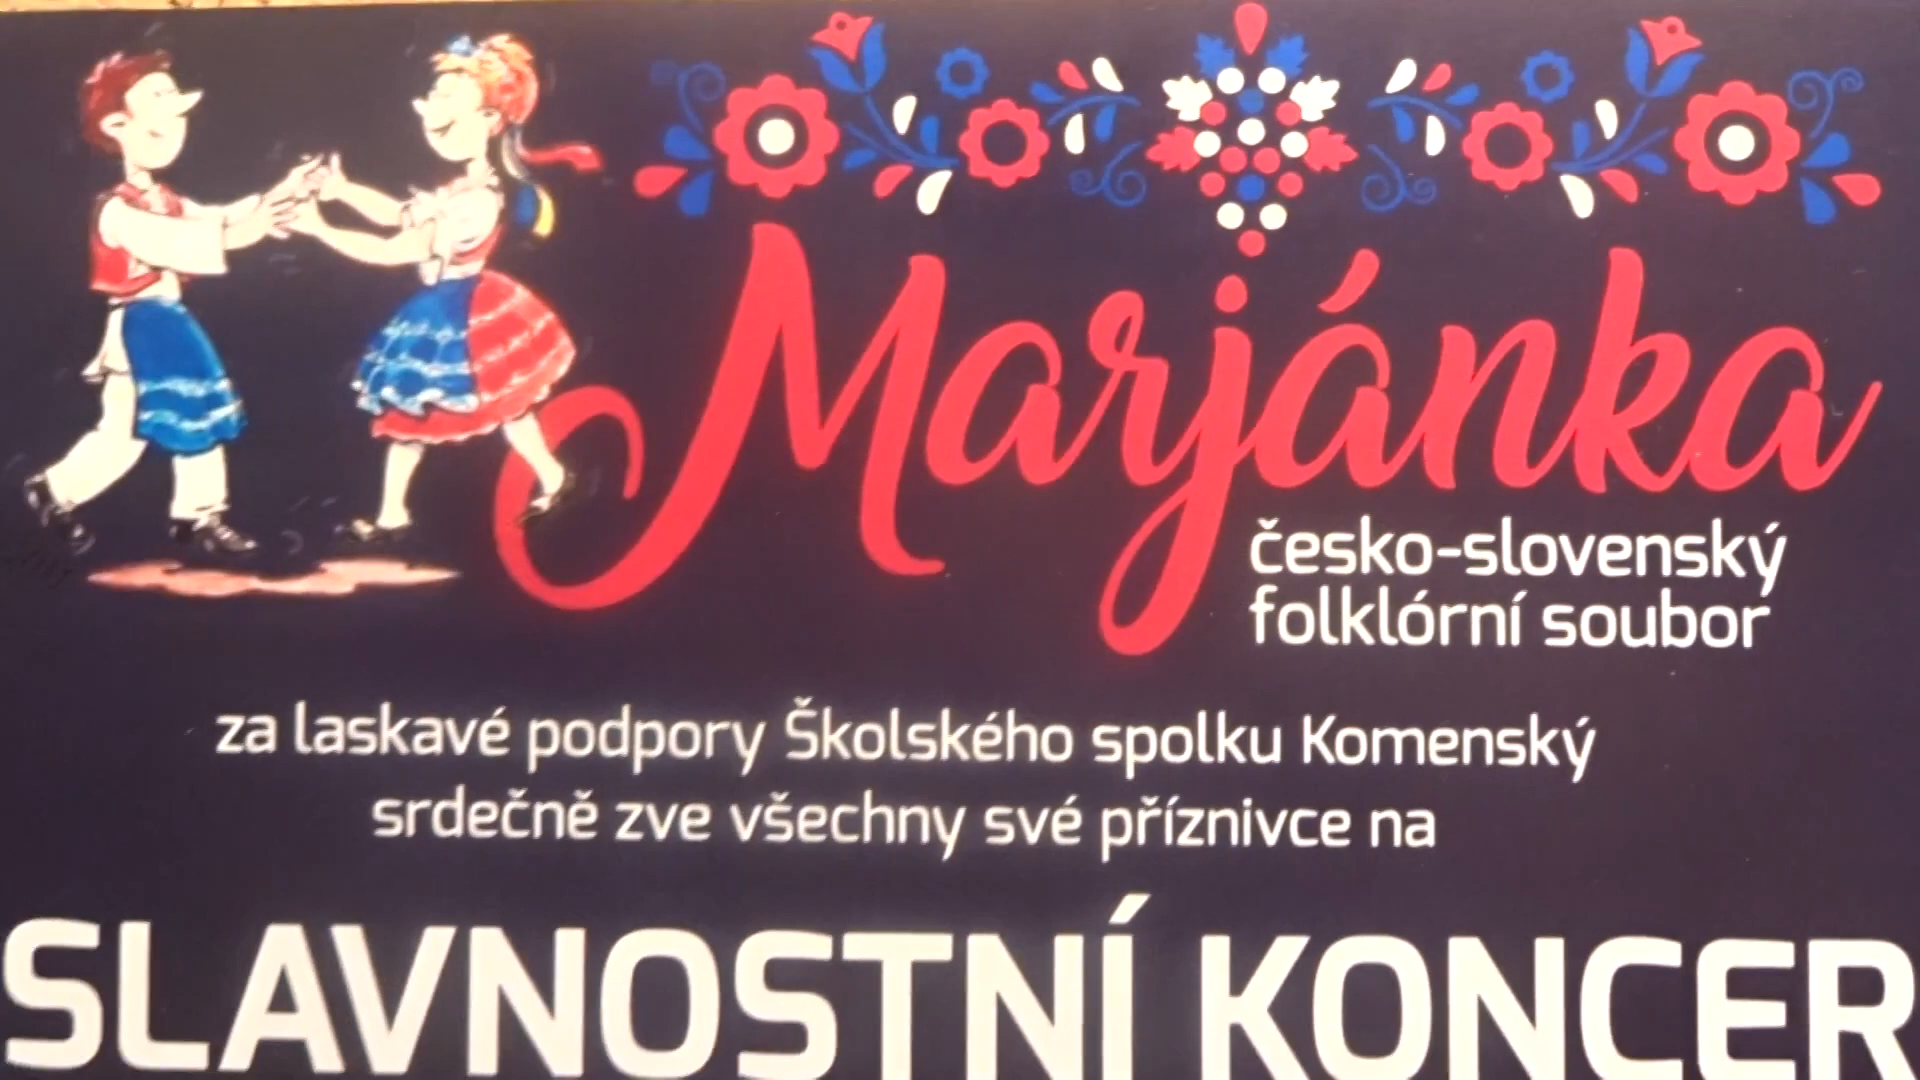 Marjánka
česko-slovenský
folklórní soubor
za laskavé podpory Školského spolku Komenský
srdečně zve všechny své příznivce na
SLAVNOSTNÍ KONCER